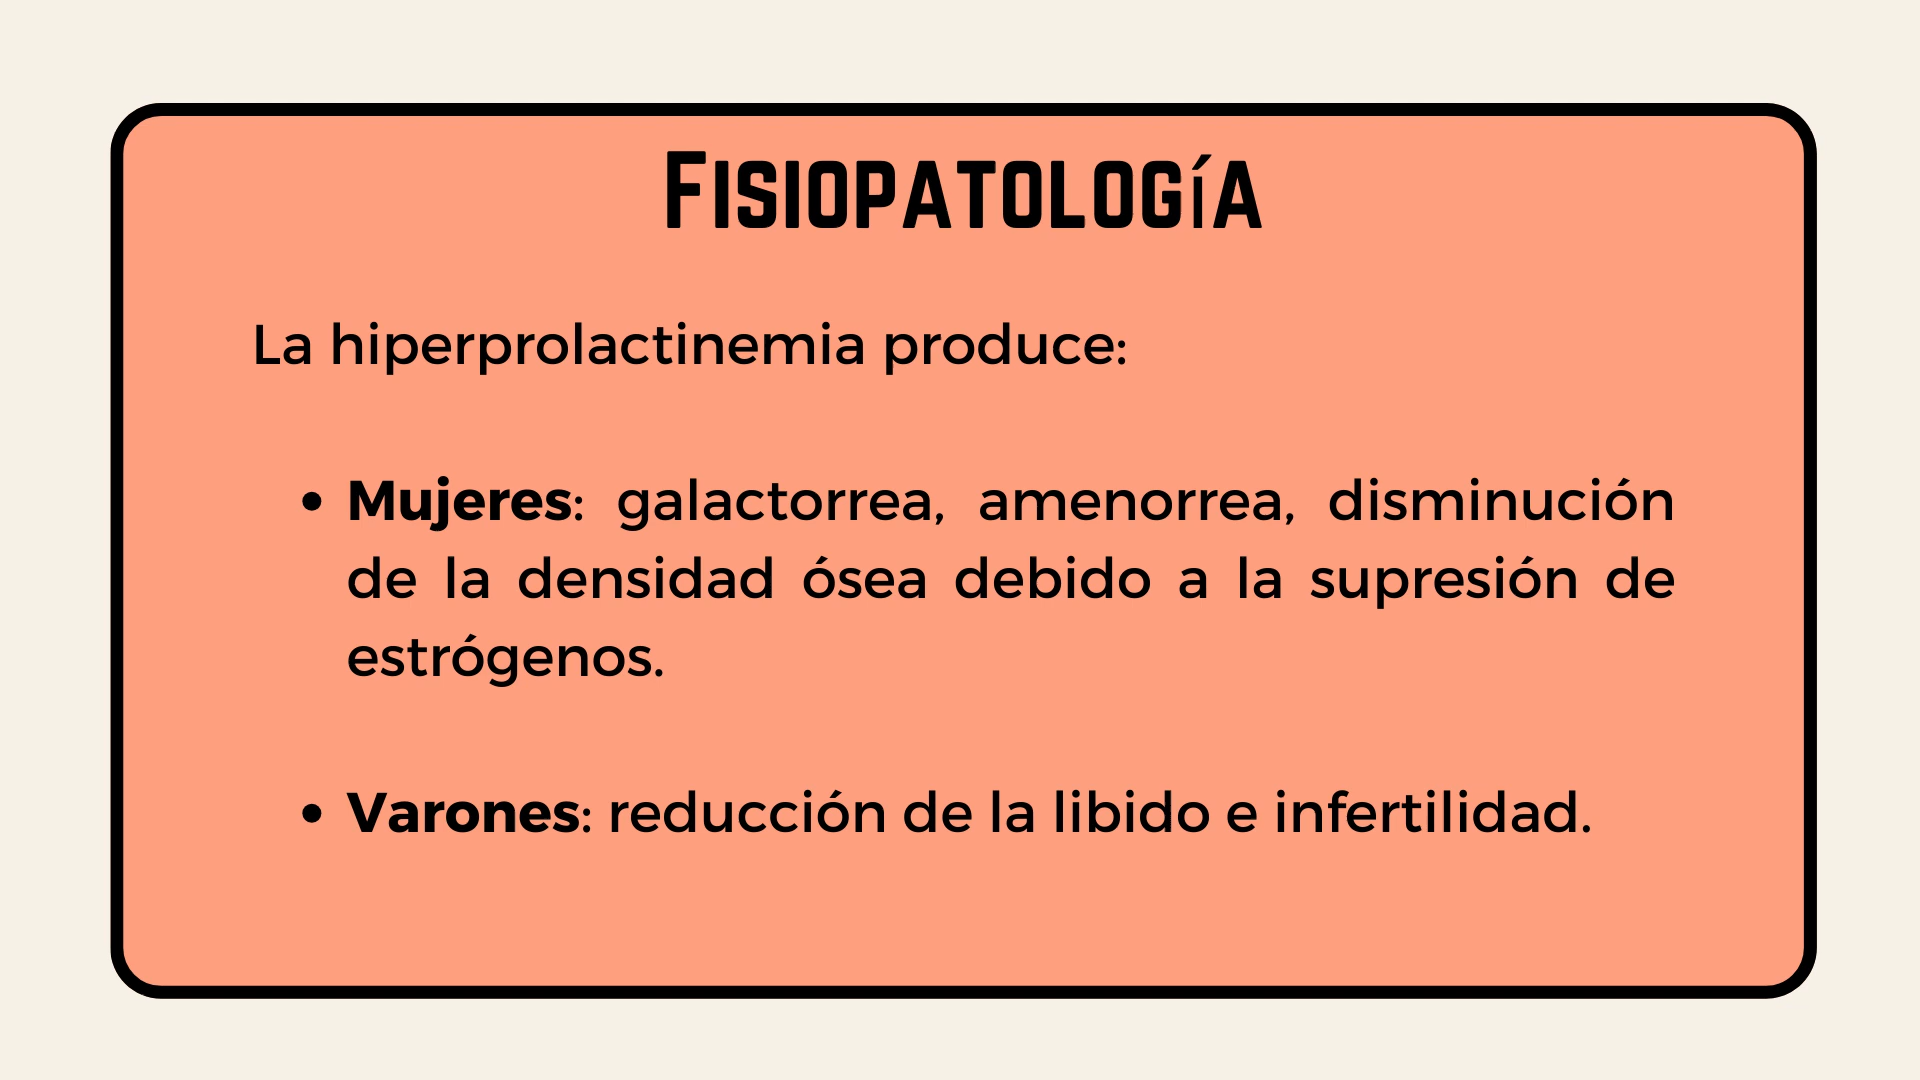 Fisiopatología
La hiperprolactinemia produce:
• Mujeres: galactorrea, amenorrea, disminución
de la densidad ósea debido a la supresión de
estrógenos.
• Varones: reducción de la libido e infertilidad.